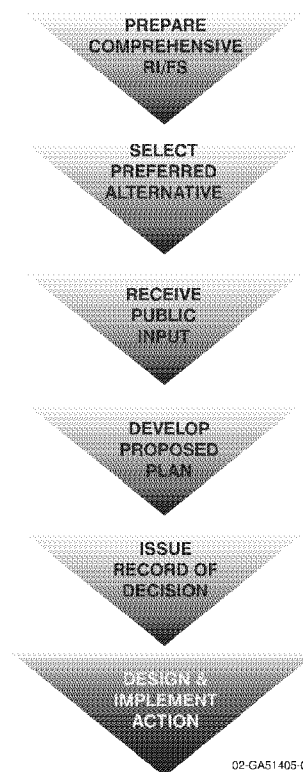 PREPARE
COMPREHENSIVE
RI/FS
SELECT
PREFERRED
ALTERNATIVE
RECEIVE
PUBLIC
INPUT
DEVELOP
PROPOSED
PLAN
ISSUE
RECORD OF
DECISION
DESIGN &
IMPLEMENT
ACTION